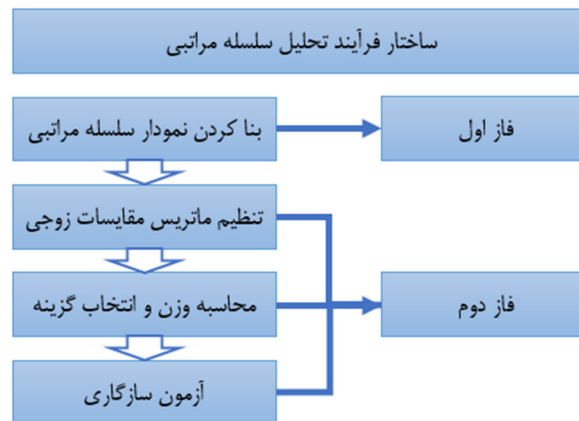 ساختار فرآیند تحلیل سلسله مراتبی
بنا کردن نمودار سلسله مراتبی
فاز اول
تنظیم ماتریس مقایسات زوجی
محاسبه وزن و انتخاب گزینه
فاز دوم
آزمون سازگاری